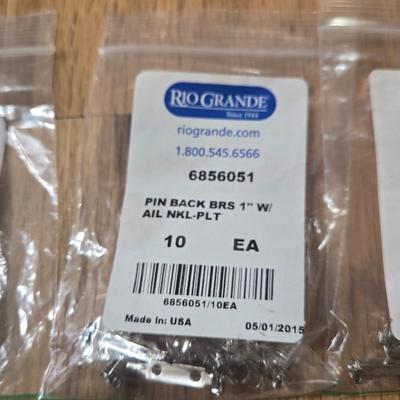 RIO GRANDE
Since 1944
riogrande.com
1.800.545.6566
6856051
PIN BACK BRS 1" W/
AIL NKL-PLT
10 EA
6856051/10EA
Made In: USA 05/01/2015